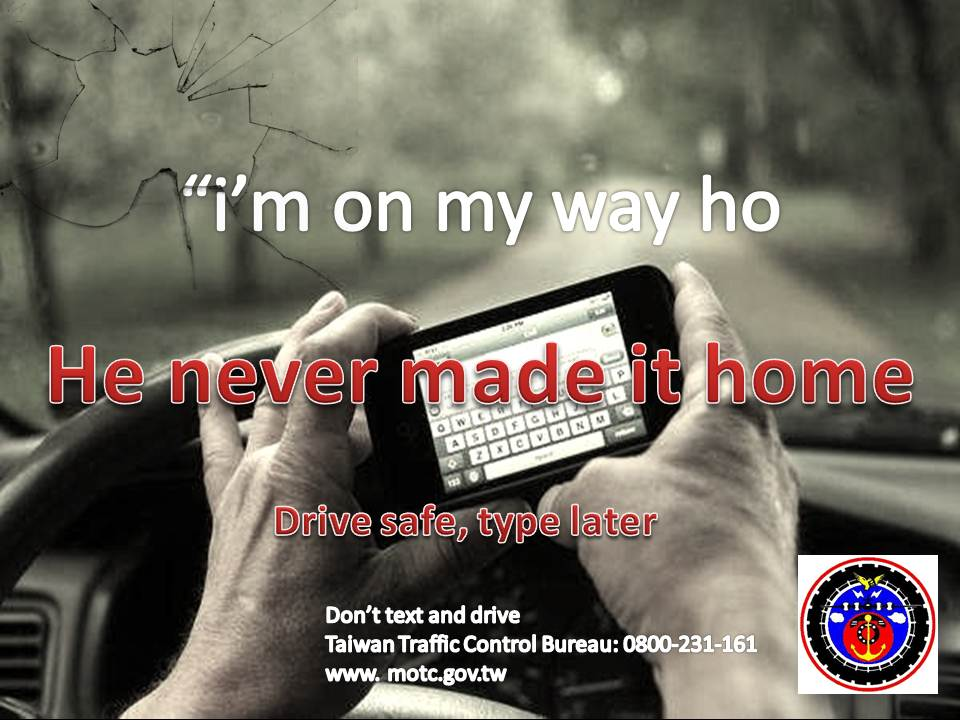 “i’m on my way ho
He never made it home
Drive safe, type later
Don’t text and drive
Taiwan Traffic Control Bureau: 0800-231-161
www. motc.gov.tw